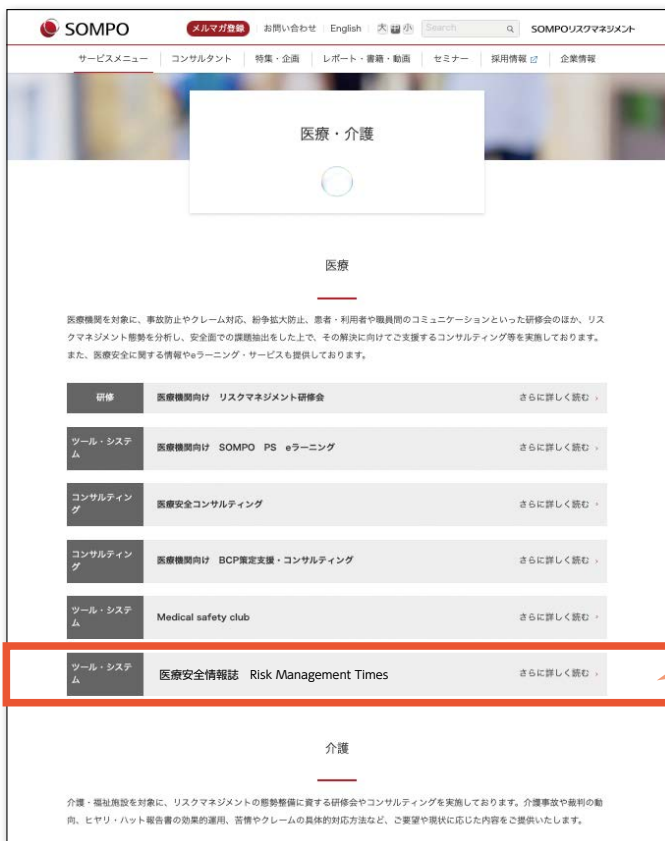 SOMPO メルマガ登録 お問い合わせ English 大 中 小 Search SOMPOリスクマネジメント
サービスメニュー コンサルタント 特集・企画 レポート・書籍・動画 セミナー 採用情報 企業情報
医療・介護
医療
医療機関を対象に、事故防止やクレーム対応、紛争拡大防止、患者・利用者や職員間のコミュニケーションといった研修会のほか、リス
クマネジメント態勢を分析し、安全面での課題抽出をした上で、その解決に向けてご支援するコンサルティング等を実施しております。
また、医療安全に関する情報やeラーニング・サービスも提供しております。
研修 医療機関向け リスクマネジメント研修会 さらに詳しく読む ›
ツール・システ
ム
医療機関向け SOMPO PS eラーニング さらに詳しく読む ›
コンサルティン
グ
医療安全コンサルティング さらに詳しく読む ›
コンサルティン
グ
医療機関向け BCP策定支援・コンサルティング さらに詳しく読む ›
ツール・システ
ム
Medical safety club さらに詳しく読む ›
ツール・システ
ム
医療安全情報誌 Risk Management Times さらに詳しく読む ›
介護
介護・福祉施設を対象に、リスクマネジメントの態勢整備に資する研修会やコンサルティングを実施しております。介護事故や裁判の動
向、ヒヤリ・ハット報告書の効果的運用、苦情やクレームの具体的対応方法など、ご要望や現状に応じた内容をご提供いたします。